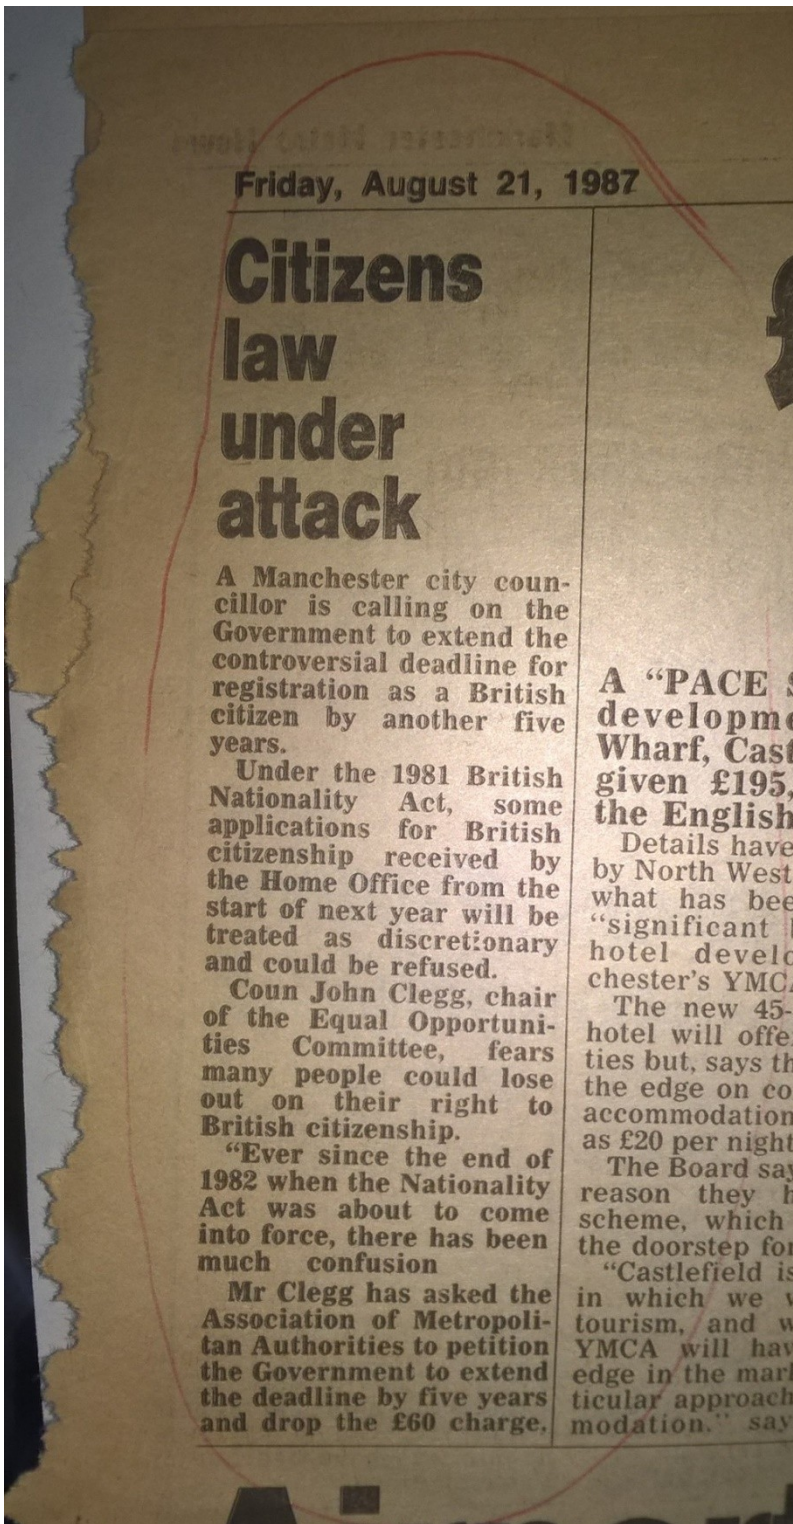 Friday, August 21, 1987
Citizens
law
under
attack
A Manchester city coun-
cillor is calling on the
Government to extend the
controversial deadline for
registration as a British
citizen by another five
years.
Under the 1981 British
Nationality Act, some
applications for British
citizenship received by
the Home Office from the
start of next year will be
treated as discretionary
and could be refused.
Coun John Clegg, chair
of the Equal Opportuni-
ties Committee, fears
many people could lose
out on their right to
British citizenship.
“Ever since the end of
1982 when the Nationality
Act was about to come
into force, there has been
much confusion
Mr Clegg has asked the
Association of Metropoli-
tan Authorities to petition
the Government to extend
the deadline by five years
and drop the £60 charge.
£
A “PACE
developme
Wharf, Cast
given £195,
the English
Details have
by North West
what has bee
“significant
hotel develo
chester's YMCA
The new 45-
hotel will offe
ties but, says th
the edge on co
accommodation
as £20 per night
The Board say
reason they h
scheme, which
the doorstep for
“Castlefield is
in which we w
tourism, and w
YMCA will hav
edge in the mark
ticular approach
modation.” say